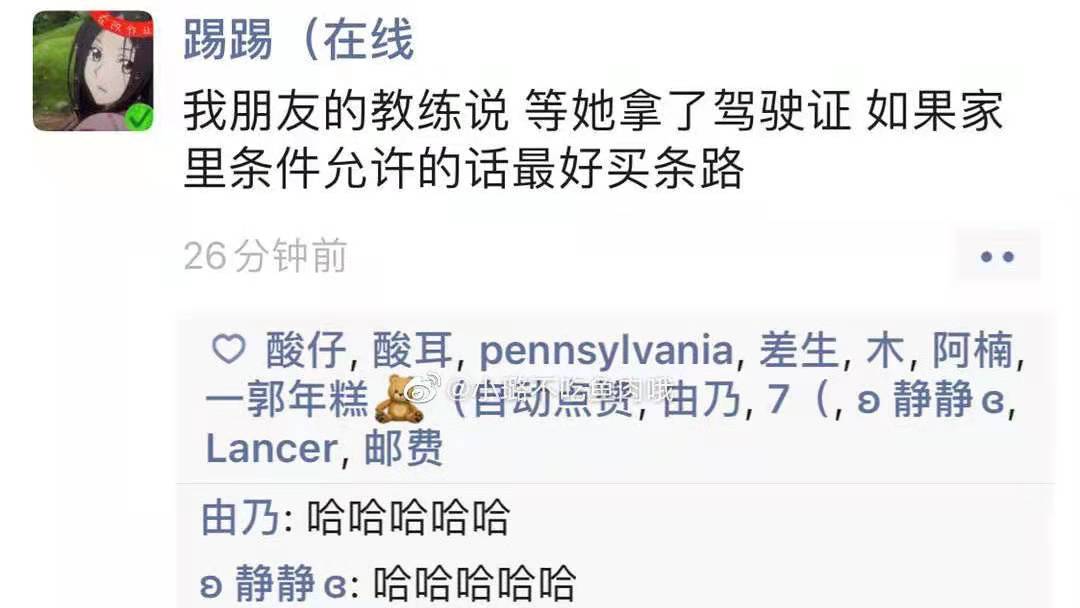 踢踢（在线
我朋友的教练说 等她拿了驾驶证 如果家
里条件允许的话最好买条路
26分钟前
酸仔, 酸耳, pennsylvania, 差生, 木, 阿楠,
一郭年糕🧸（自动点赞, 由乃, 7（, ʚ 静静 ɞ,
@小璐不吃鱼肉哦
Lancer, 邮费
由乃: 哈哈哈哈哈
ʚ 静静 ɞ: 哈哈哈哈哈